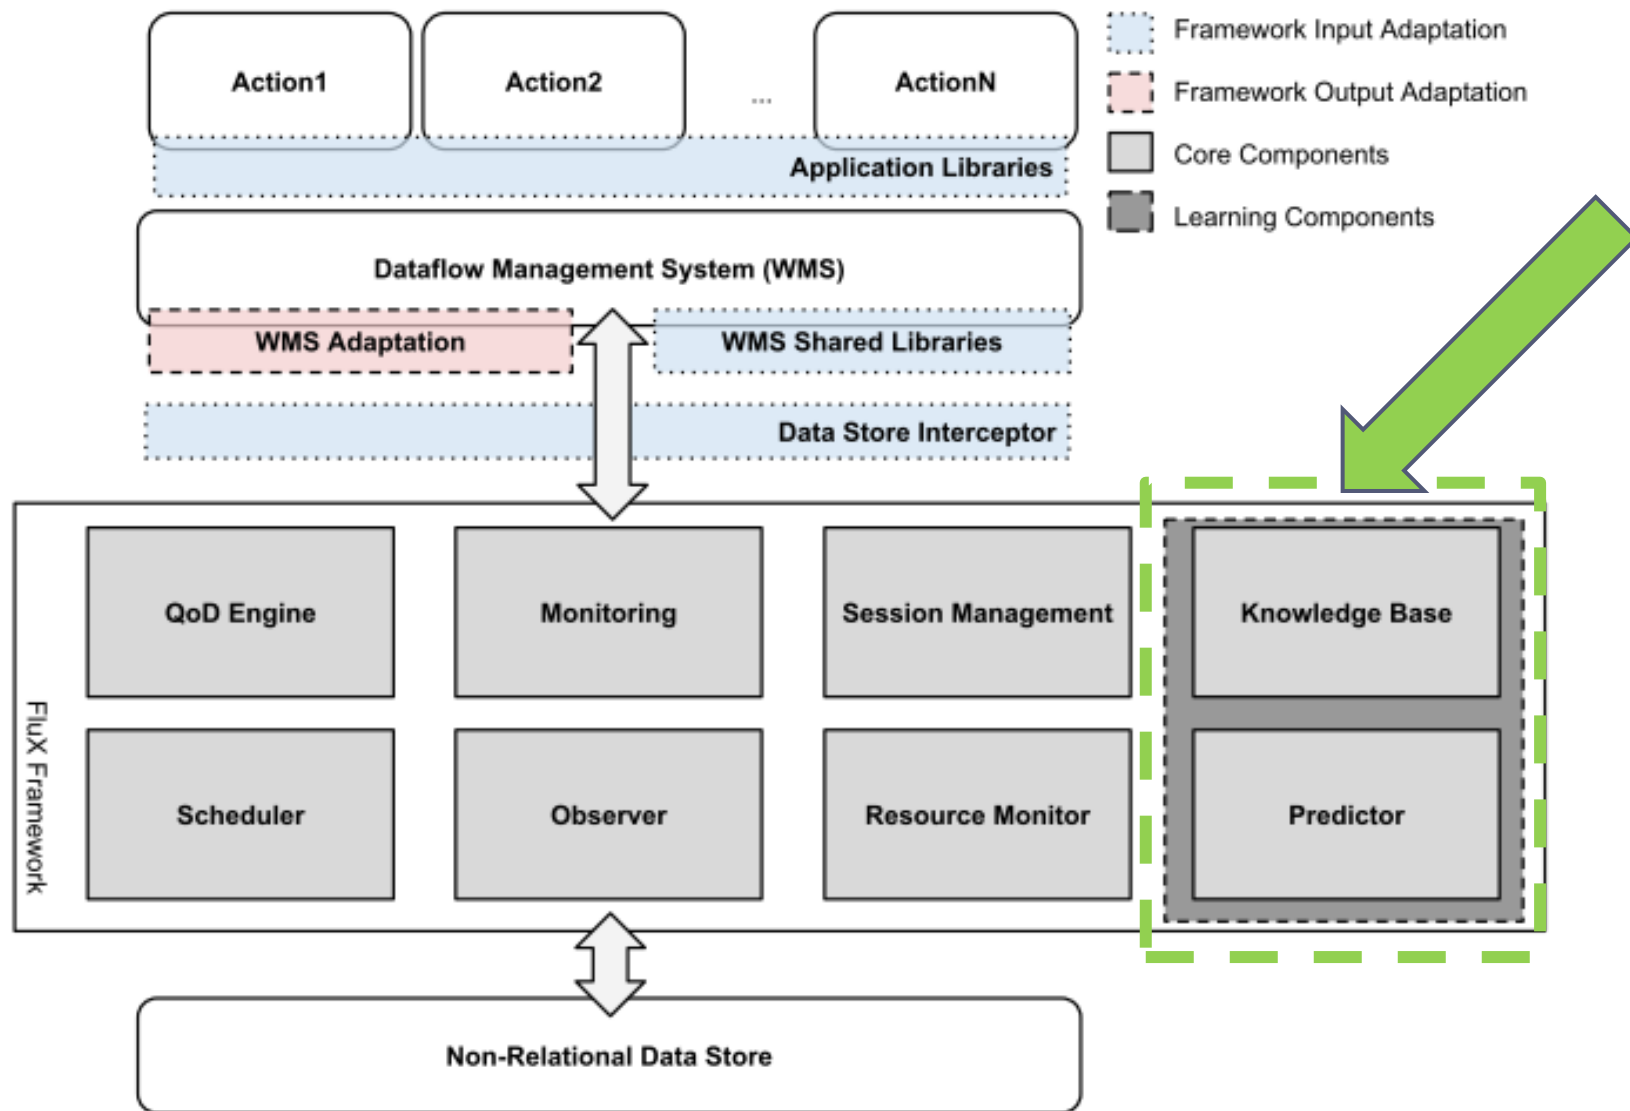 Action1
Action2
...
ActionN
Application Libraries
Framework Input Adaptation
Framework Output Adaptation
Core Components
Learning Components
Dataflow Management System (WMS)
WMS Adaptation
WMS Shared Libraries
Data Store Interceptor
FluX Framework
QoD Engine
Monitoring
Session Management
Knowledge Base
Scheduler
Observer
Resource Monitor
Predictor
Non-Relational Data Store